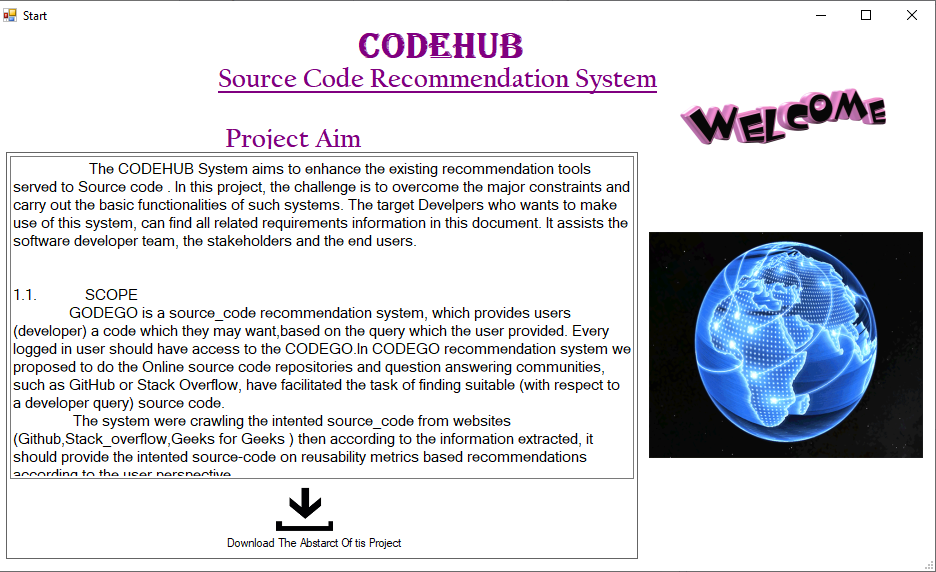 Start
CODEHUB
Source Code Recommendation System
WELCOME
Project Aim
The CODEHUB System aims to enhance the existing recommendation tools
served to Source code . In this project, the challenge is to overcome the major constraints and
carry out the basic functionalities of such systems. The target Develpers who wants to make
use of this system, can find all related requirements information in this document. It assists the
software developer team, the stakeholders and the end users.
1.1. SCOPE
GODEGO is a source_code recommendation system, which provides users
(developer) a code which they may want,based on the query which the user provided. Every
logged in user should have access to the CODEGO.In CODEGO recommendation system we
proposed to do the Online source code repositories and question answering communities,
such as GitHub or Stack Overflow, have facilitated the task of finding suitable (with respect to
a developer query) source code.
The system were crawling the intented source_code from websites
(Github,Stack_overflow,Geeks for Geeks ) then according to the information extracted, it
should provide the intented source-code on reusability metrics based recommendations
according to the user perspective
Download The Abstarct Of tis Project